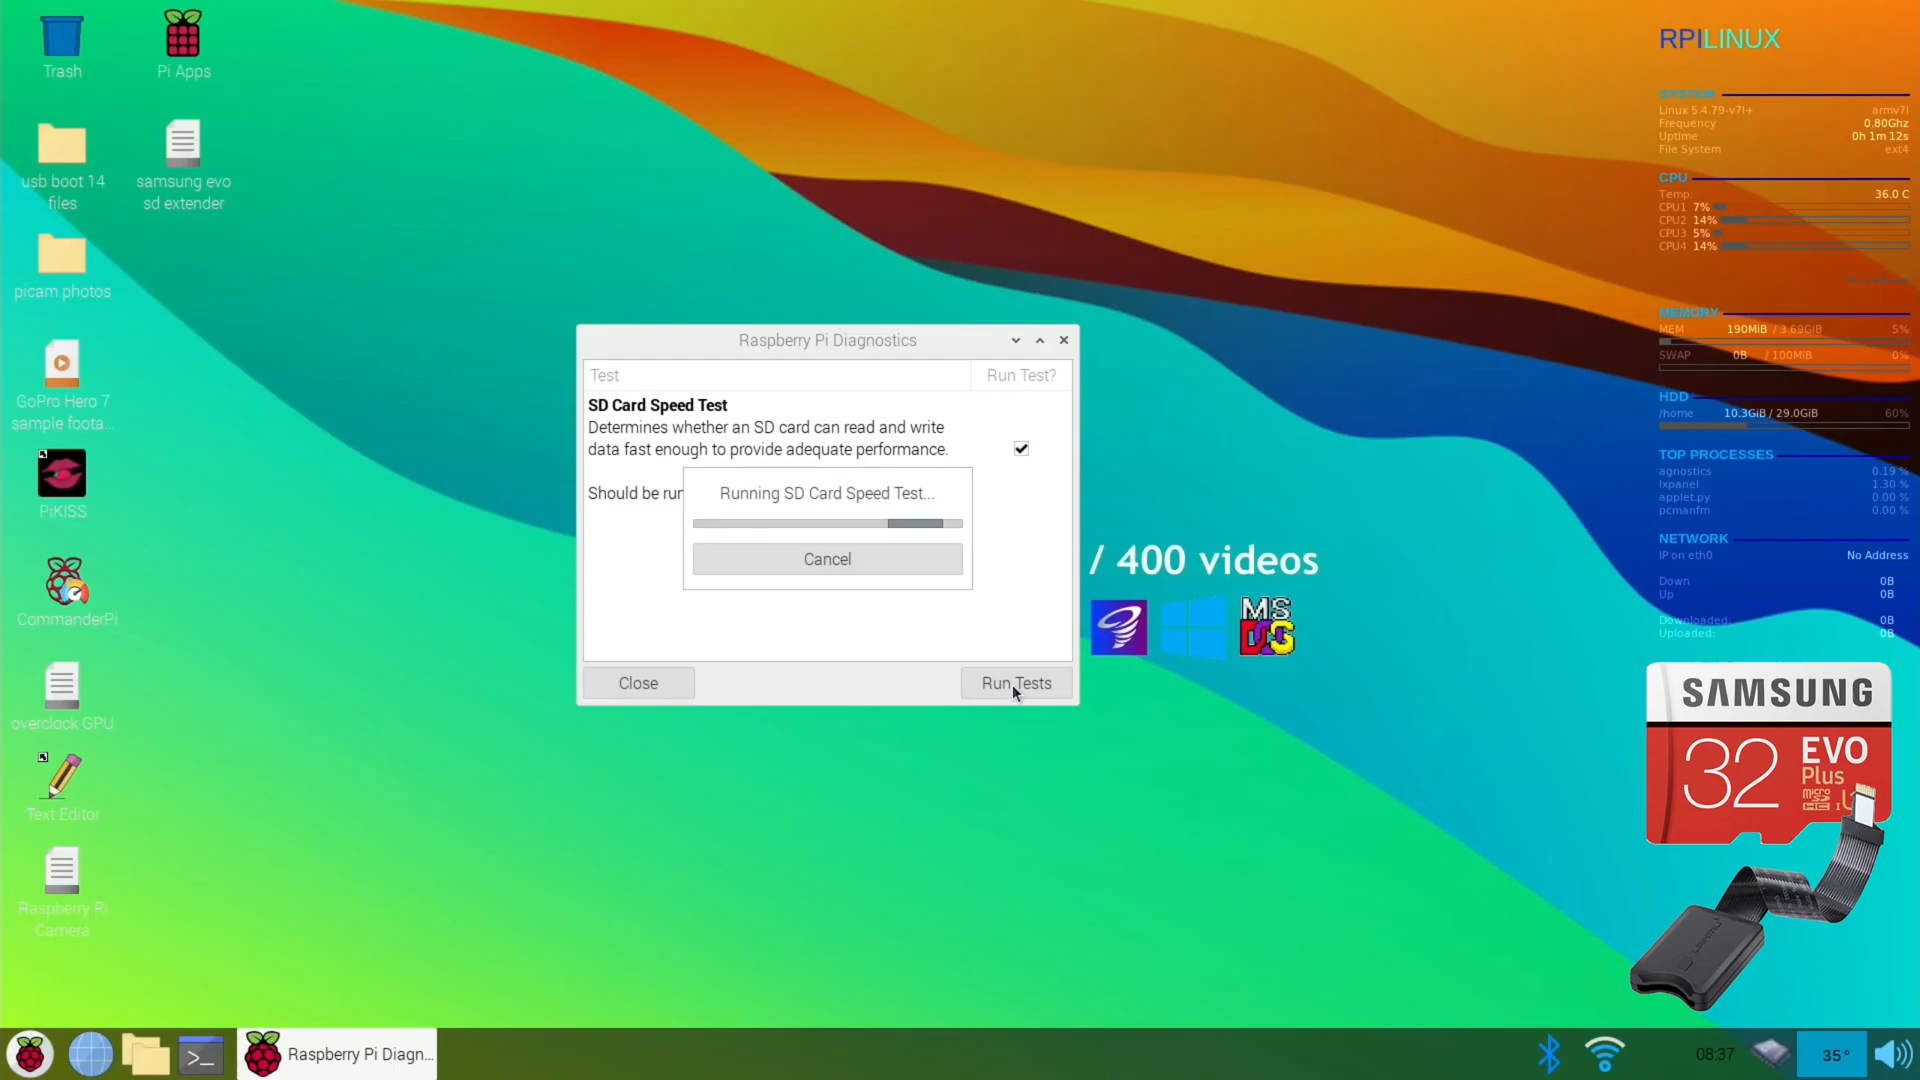 Trash
Pi Apps
usb boot 14
files
samsung evo
sd extender
picam photos
GoPro Hero 7
sample foota...
PiKISS
CommanderPi
overclock GPU
Text Editor
Raspberry Pi
Camera
Raspberry Pi Diagnostics
Test
Run Test?
SD Card Speed Test
Determines whether an SD card can read and write
data fast enough to provide adequate performance.
Should be run
Running SD Card Speed Test...
Cancel
Close
Run Tests
/ 400 videos
MS
DOS
RPILINUX
SYSTEM
Linux 5.4.79-v7l+ armv7l
Frequency 0.80Ghz
Uptime 0h 1m 12s
File System ext4
CPU
Temp: 36.0 C
CPU1 7%
CPU2 14%
CPU3 5%
CPU4 14%
MEMORY
MEM 190MiB / 3.69GiB 5%
SWAP 0B / 100MiB 0%
HDD
/home 10.3GiB / 29.0GiB 60%
TOP PROCESSES
agnostics 0.19 %
lxpanel 1.30 %
applet.py 0.00 %
pcmanfm 0.00 %
NETWORK
IP on eth0 No Address
Down 0B
Up 0B
Downloaded: 0B
Uploaded: 0B
SAMSUNG
32 EVO
Plus
micro
HC I
>_
Raspberry Pi Diagn...
08:37
35°